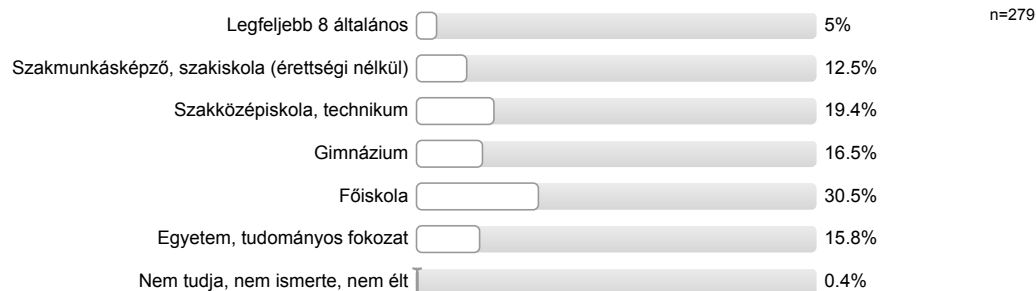 Legfeljebb 8 általános 5% n=279
Szakmunkásképző, szakiskola (érettségi nélkül) 12.5%
Szakközépiskola, technikum 19.4%
Gimnázium 16.5%
Főiskola 30.5%
Egyetem, tudományos fokozat 15.8%
Nem tudja, nem ismerte, nem élt 0.4%